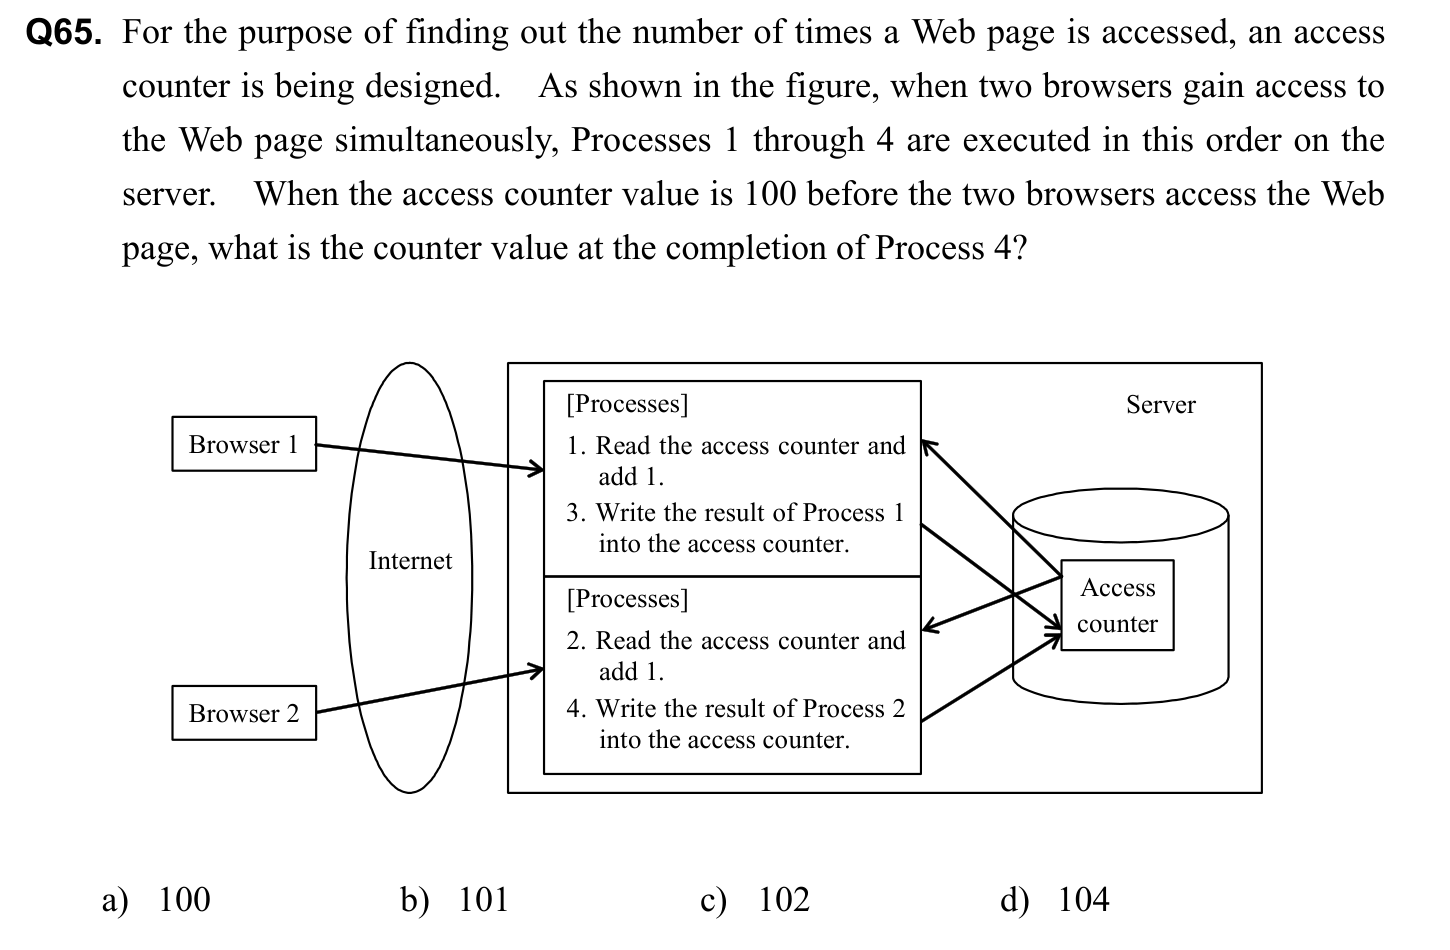 Q65. For the purpose of finding out the number of times a Web page is accessed, an access
counter is being designed. As shown in the figure, when two browsers gain access to
the Web page simultaneously, Processes 1 through 4 are executed in this order on the
server. When the access counter value is 100 before the two browsers access the Web
page, what is the counter value at the completion of Process 4?
Browser 1
Internet
Browser 2
[Processes]
1. Read the access counter and
add 1.
3. Write the result of Process 1
into the access counter.
[Processes]
2. Read the access counter and
add 1.
4. Write the result of Process 2
into the access counter.
Server
Access
counter
a) 100 b) 101 c) 102 d) 104